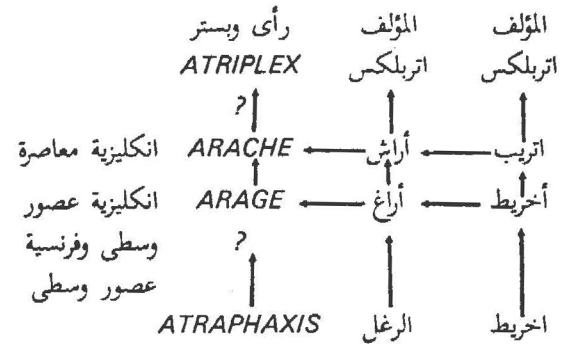 المؤلف المؤلف رأى وبستر
اتربلكس اتربلكس ATRIPLEX
?
اتريب أراش ARACHE انكليزية معاصرة
أخريط أراغ ARAGE انكليزية عصور
? وسطى وفرنسية
عصور وسطى
اخريط الرغل ATRAPHAXIS